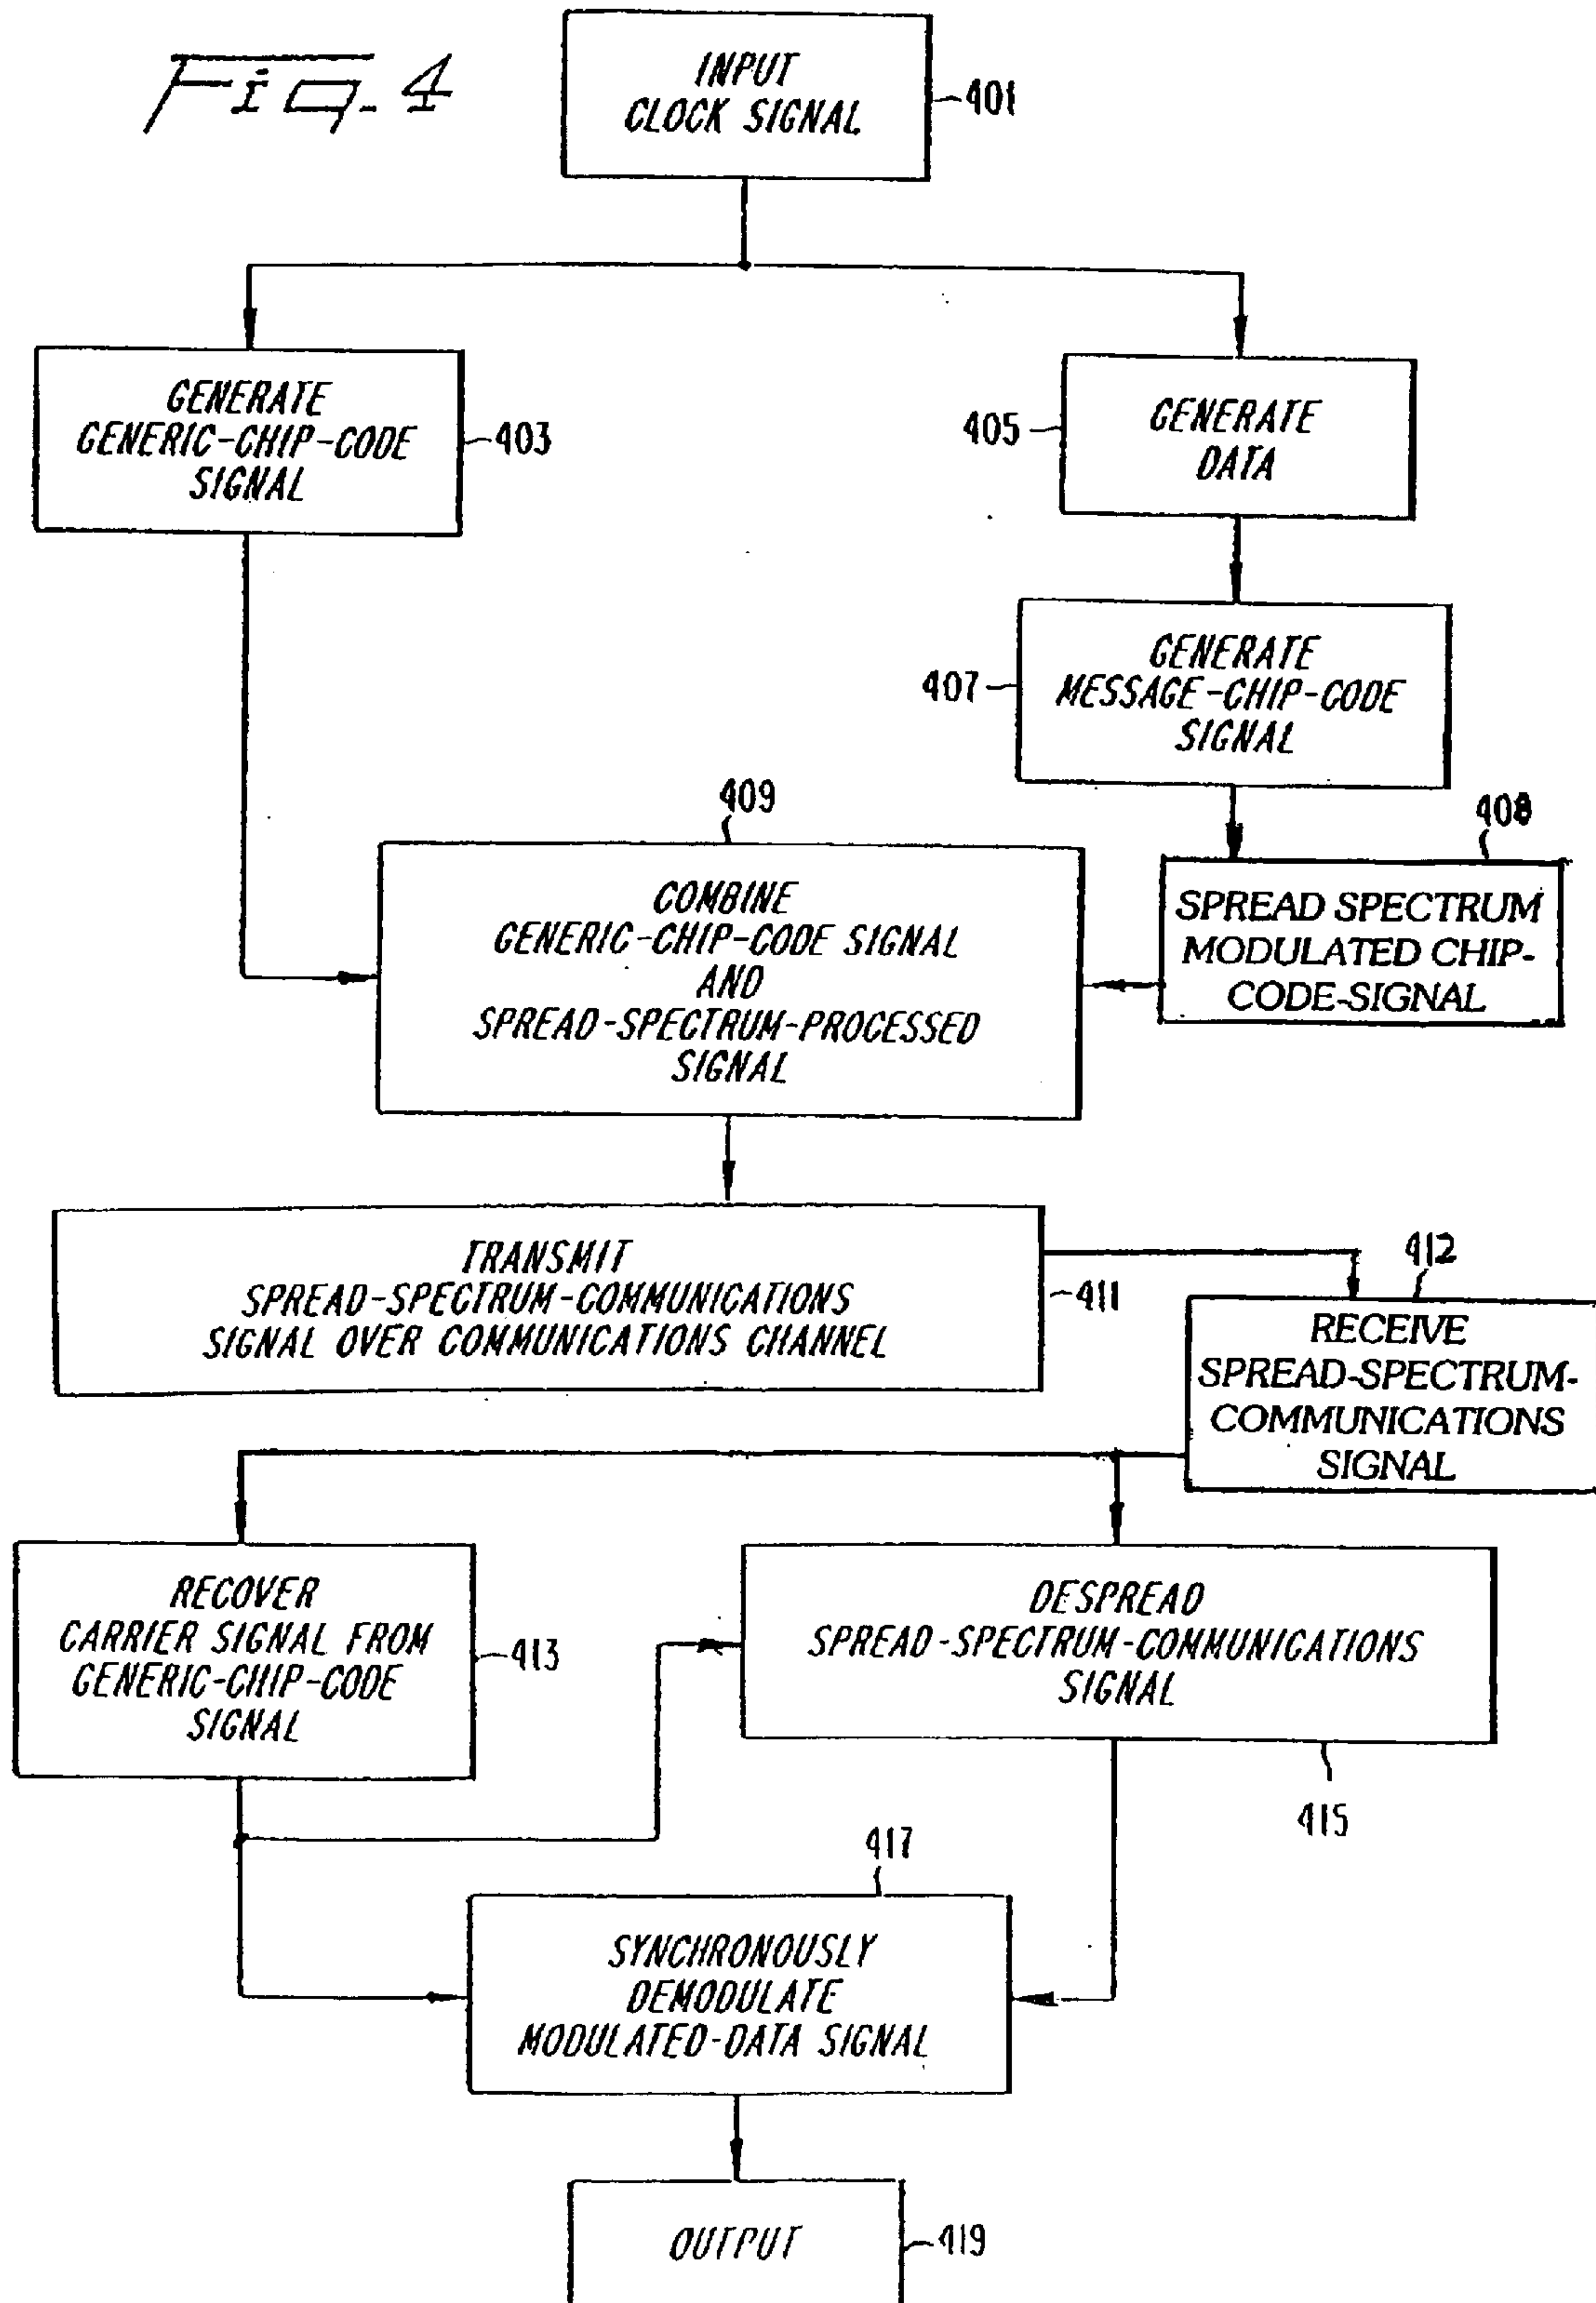 Fig. 4
INPUT
CLOCK SIGNAL
401
GENERATE
GENERIC-CHIP-CODE
SIGNAL
403
405
GENERATE
DATA
407
GENERATE
MESSAGE-CHIP-CODE
SIGNAL
408
SPREAD SPECTRUM
MODULATED CHIP-
CODE-SIGNAL
409
COMBINE
GENERIC-CHIP-CODE SIGNAL
AND
SPREAD-SPECTRUM-PROCESSED
SIGNAL
TRANSMIT
SPREAD-SPECTRUM-COMMUNICATIONS
SIGNAL OVER COMMUNICATIONS CHANNEL
411
412
RECEIVE
SPREAD-SPECTRUM-
COMMUNICATIONS
SIGNAL
RECOVER
CARRIER SIGNAL FROM
GENERIC-CHIP-CODE
SIGNAL
413
DESPREAD
SPREAD-SPECTRUM-COMMUNICATIONS
SIGNAL
415
417
SYNCHRONOUSLY
DEMODULATE
MODULATED-DATA SIGNAL
OUTPUT
419